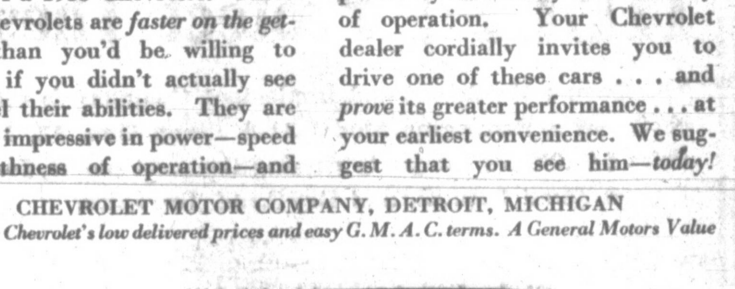 evrolets are faster on the get-
han you'd be willing to
if you didn't actually see
l their abilities. They are
impressive in power—speed
thness of operation—and
of operation. Your Chevrolet
dealer cordially invites you to
drive one of these cars . . . and
prove its greater performance . . . at
your earliest convenience. We sug-
gest that you see him—today!
CHEVROLET MOTOR COMPANY, DETROIT, MICHIGAN
Chevrolet's low delivered prices and easy G. M. A. C. terms. A General Motors Value